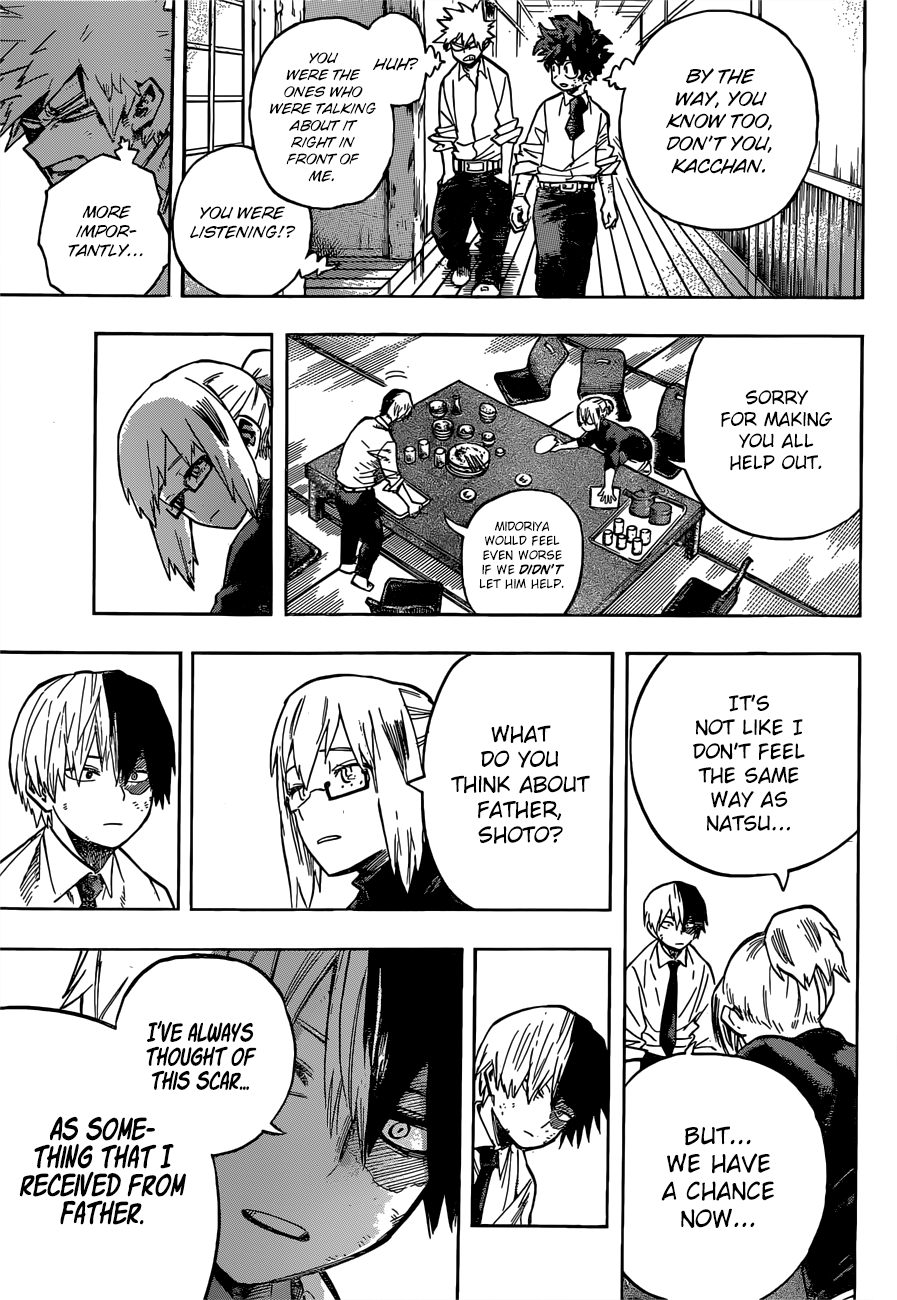 BY THE
WAY, YOU
KNOW TOO,
DON'T YOU,
KACCHAN.
HUH?
YOU
WERE THE
ONES WHO
WERE TALKING
ABOUT IT
RIGHT IN
FRONT OF
ME.
YOU WERE
LISTENING!?
MORE
IMPOR-
TANTLY...
SORRY
FOR MAKING
YOU ALL
HELP OUT.
MIDORIYA
WOULD FEEL
EVEN WORSE
IF WE DIDN'T
LET HIM HELP.
IT'S
NOT LIKE I
DON'T FEEL
THE SAME
WAY AS
NATSU...
BUT...
WE HAVE
A CHANCE
NOW...
WHAT
DO YOU
THINK ABOUT
FATHER,
SHOTO?
I'VE ALWAYS
THOUGHT OF
THIS SCAR...
AS SOME-
THING THAT I
RECEIVED FROM
FATHER.